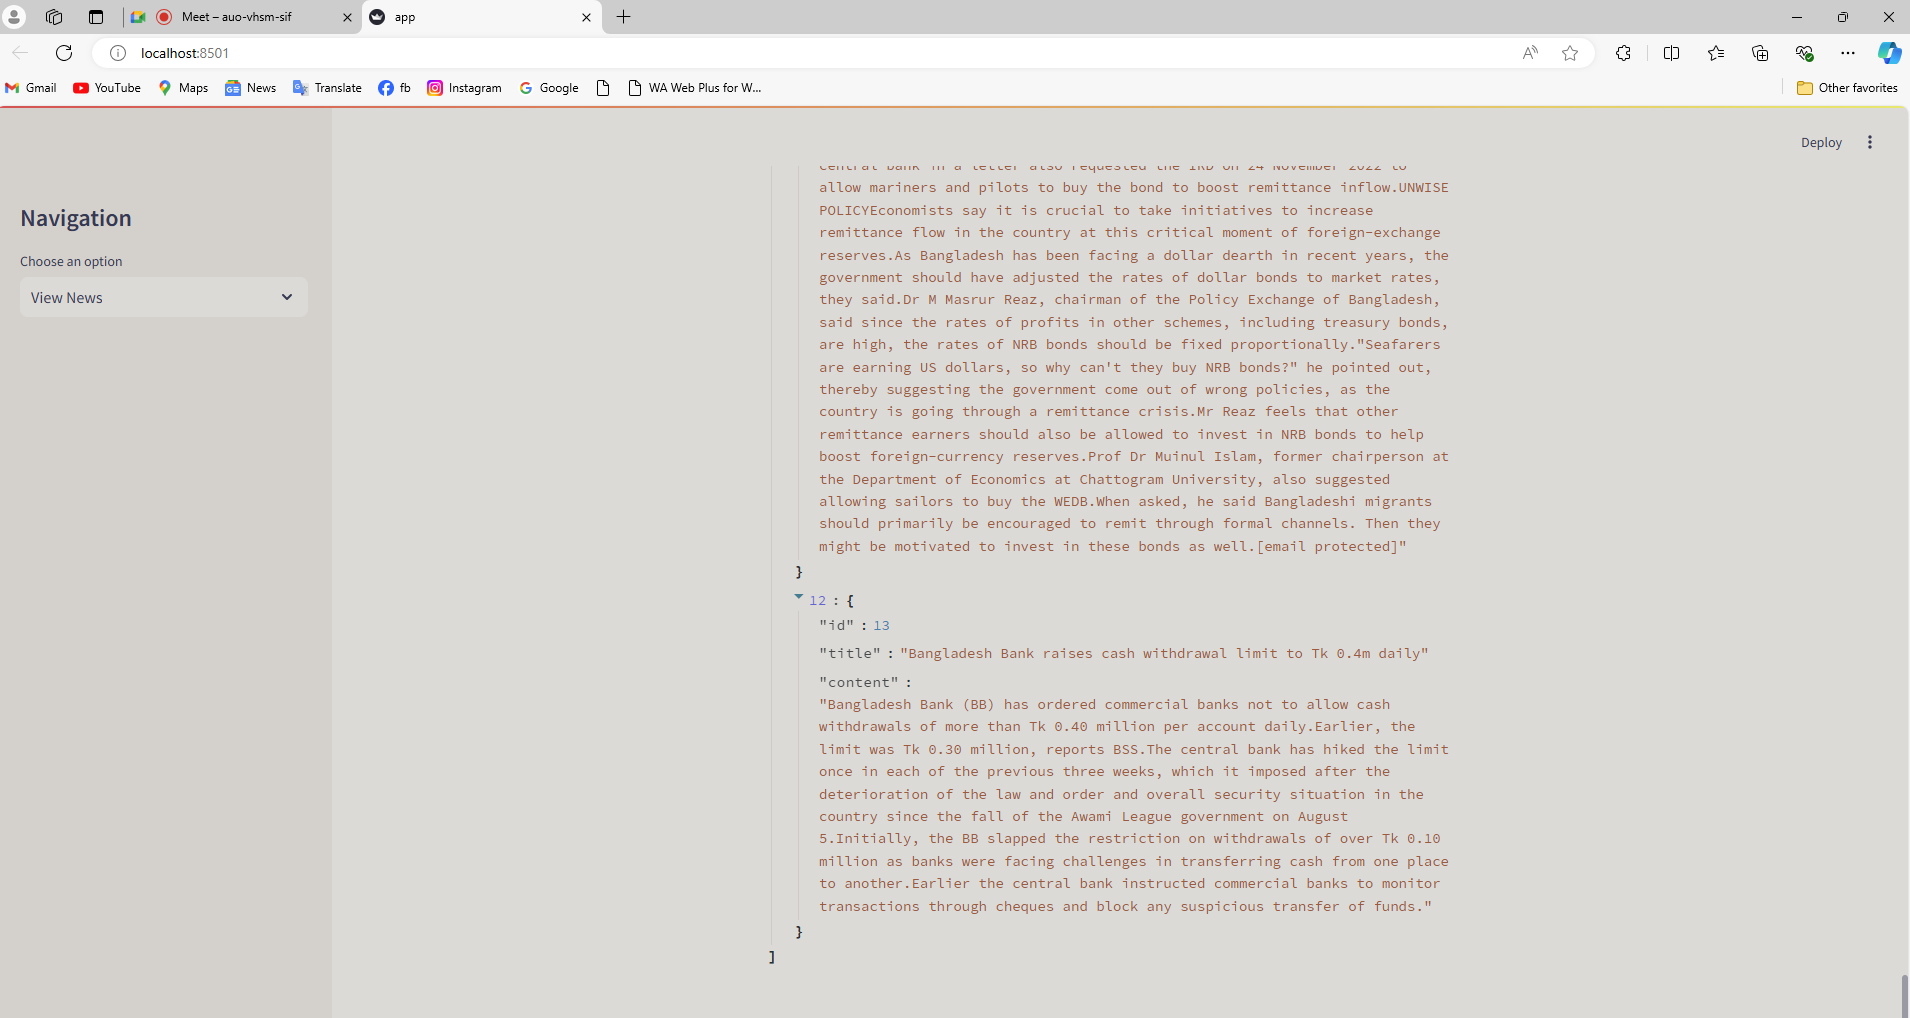 Meet – auo-vhsm-sif
app
localhost:8501
Gmail
YouTube
Maps
News
Translate
fb
Instagram
Google
WA Web Plus for W...
Other favorites
Deploy
Navigation
Choose an option
View News
central bank in a letter also requested the IRD on 24 November 2022 to
allow mariners and pilots to buy the bond to boost remittance inflow.UNWISE
POLICYEconomists say it is crucial to take initiatives to increase
remittance flow in the country at this critical moment of foreign-exchange
reserves.As Bangladesh has been facing a dollar dearth in recent years, the
government should have adjusted the rates of dollar bonds to market rates,
they said.Dr M Masrur Reaz, chairman of the Policy Exchange of Bangladesh,
said since the rates of profits in other schemes, including treasury bonds,
are high, the rates of NRB bonds should be fixed proportionally."Seafarers
are earning US dollars, so why can't they buy NRB bonds?" he pointed out,
thereby suggesting the government come out of wrong policies, as the
country is going through a remittance crisis.Mr Reaz feels that other
remittance earners should also be allowed to invest in NRB bonds to help
boost foreign-currency reserves.Prof Dr Muinul Islam, former chairperson at
the Department of Economics at Chattogram University, also suggested
allowing sailors to buy the WEDB.When asked, he said Bangladeshi migrants
should primarily be encouraged to remit through formal channels. Then they
might be motivated to invest in these bonds as well.[email protected]"
}
12 : {
"id" : 13
"title" : "Bangladesh Bank raises cash withdrawal limit to Tk 0.4m daily"
"content" :
"Bangladesh Bank (BB) has ordered commercial banks not to allow cash
withdrawals of more than Tk 0.40 million per account daily.Earlier, the
limit was Tk 0.30 million, reports BSS.The central bank has hiked the limit
once in each of the previous three weeks, which it imposed after the
deterioration of the law and order and overall security situation in the
country since the fall of the Awami League government on August
5.Initially, the BB slapped the restriction on withdrawals of over Tk 0.10
million as banks were facing challenges in transferring cash from one place
to another.Earlier the central bank instructed commercial banks to monitor
transactions through cheques and block any suspicious transfer of funds."
}
]